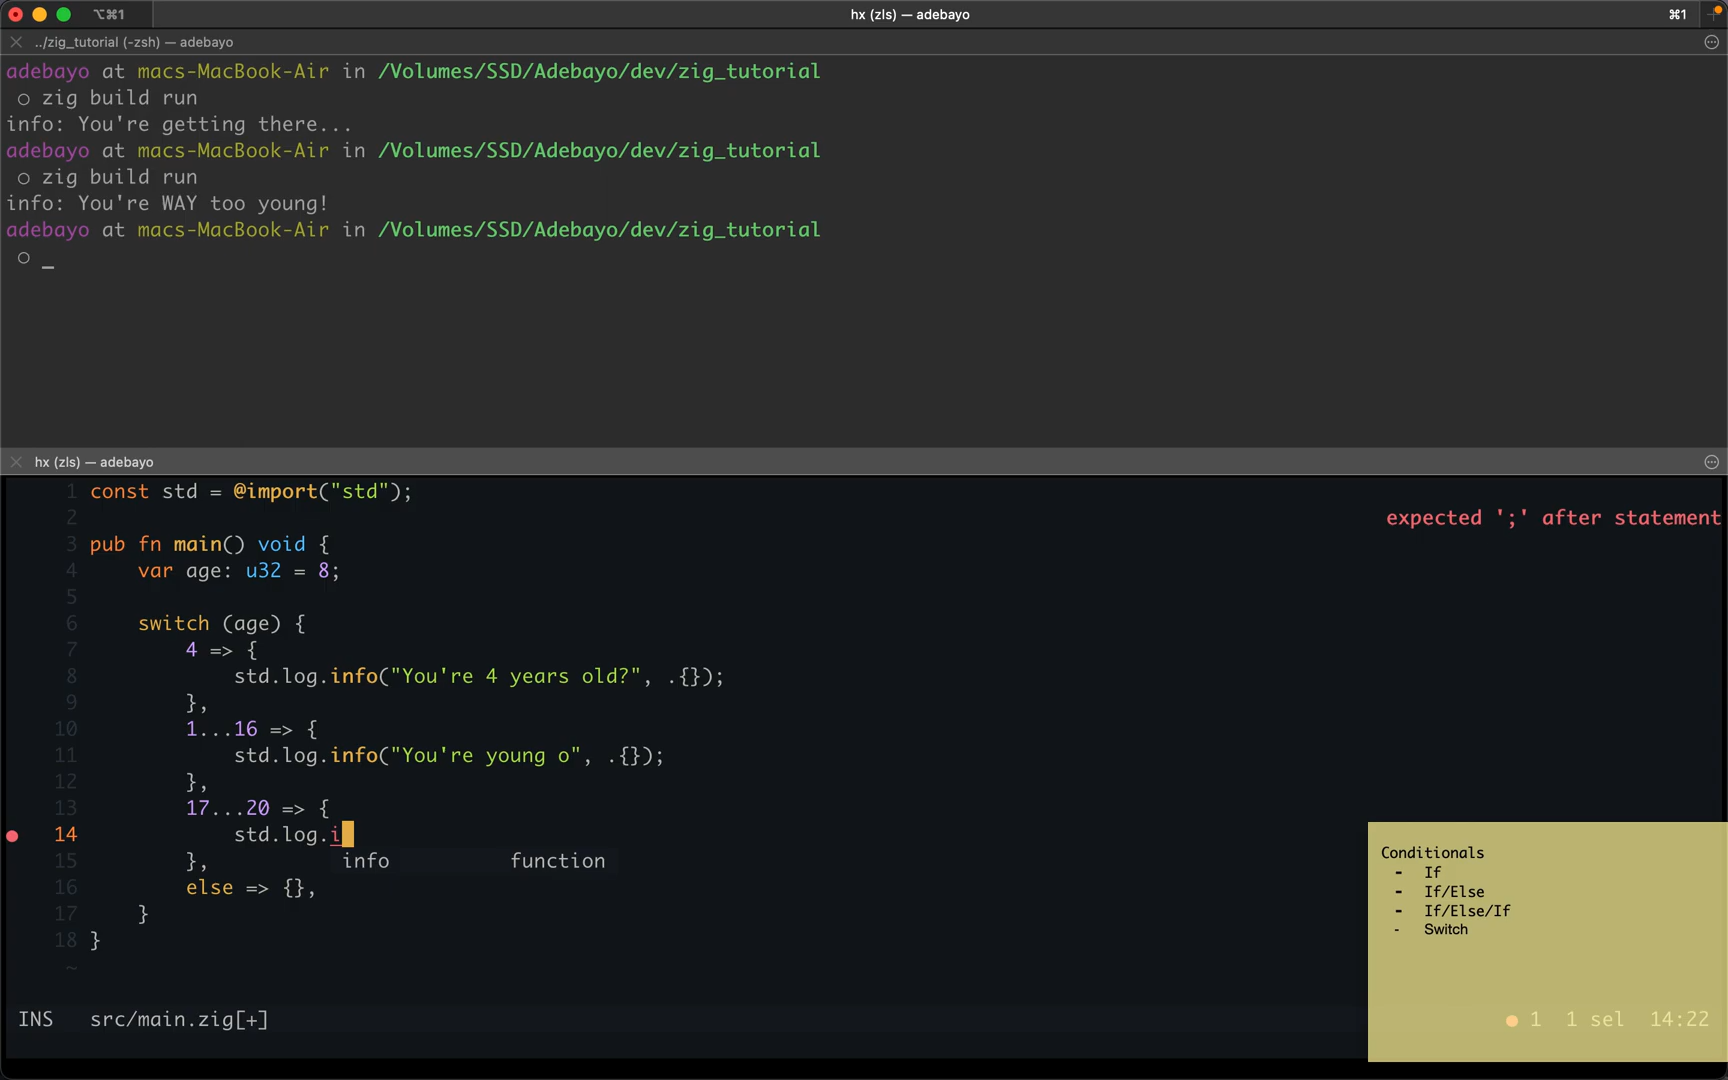 ⌥⌘1 hx (zls) — adebayo ⌘1
../zig_tutorial (-zsh) — adebayo
adebayo at macs-MacBook-Air in /Volumes/SSD/Adebayo/dev/zig_tutorial
○ zig build run
info: You're getting there...
adebayo at macs-MacBook-Air in /Volumes/SSD/Adebayo/dev/zig_tutorial
○ zig build run
info: You're WAY too young!
adebayo at macs-MacBook-Air in /Volumes/SSD/Adebayo/dev/zig_tutorial
○ _
hx (zls) — adebayo
1 const std = @import("std");
2 expected ';' after statement
3 pub fn main() void {
4 var age: u32 = 8;
5
6 switch (age) {
7 4 => {
8 std.log.info("You're 4 years old?", .{});
9 },
10 1...16 => {
11 std.log.info("You're young o", .{});
12 },
13 17...20 => {
14 std.log.i
15 }, info function
16 else => {},
17 }
18 }
~
Conditionals
- If
- If/Else
- If/Else/If
- Switch
INS src/main.zig[+] ● 1 1 sel 14:22